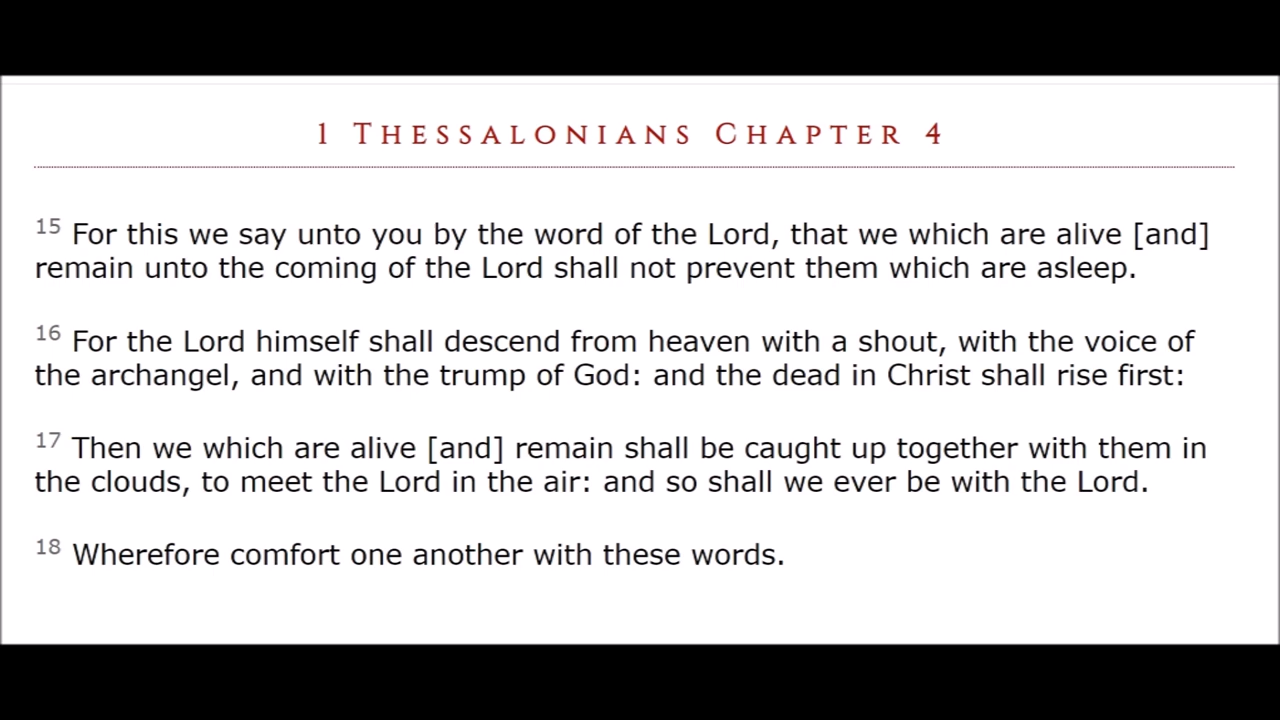 1 Thessalonians Chapter 4
15 For this we say unto you by the word of the Lord, that we which are alive [and]
remain unto the coming of the Lord shall not prevent them which are asleep.
16 For the Lord himself shall descend from heaven with a shout, with the voice of
the archangel, and with the trump of God: and the dead in Christ shall rise first:
17 Then we which are alive [and] remain shall be caught up together with them in
the clouds, to meet the Lord in the air: and so shall we ever be with the Lord.
18 Wherefore comfort one another with these words.